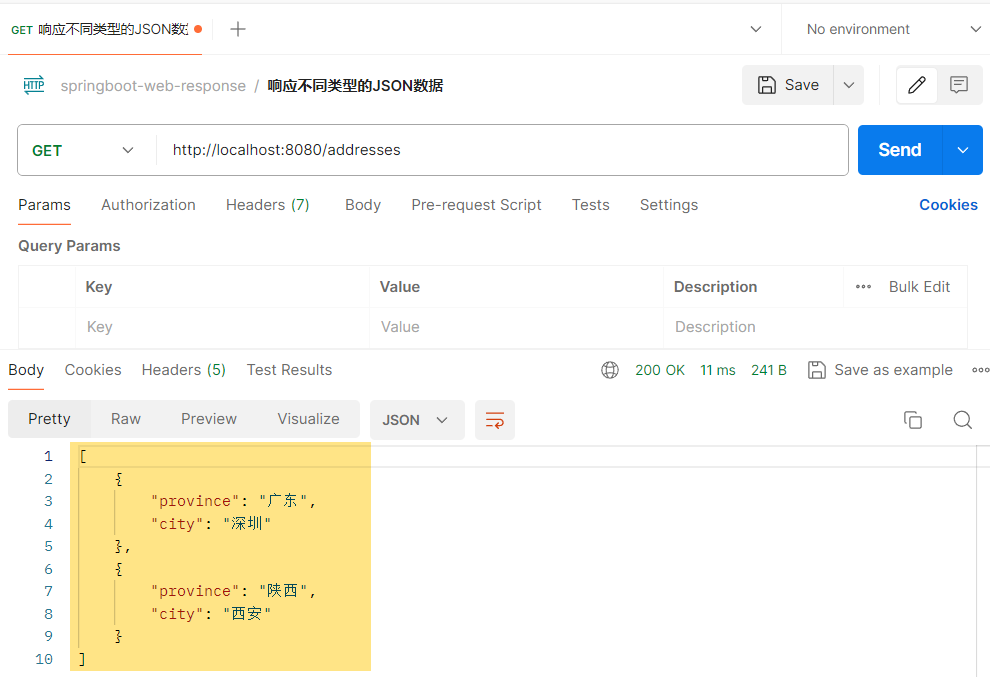 GET 响应不同类型的JSON数 No environment
HTTP springboot-web-response / 响应不同类型的JSON数据 Save
GET http://localhost:8080/addresses Send
Params Authorization Headers (7) Body Pre-request Script Tests Settings Cookies
Query Params
Key Value Description Bulk Edit
Key Value Description
Body Cookies Headers (5) Test Results 200 OK 11 ms 241 B Save as example
Pretty Raw Preview Visualize JSON
1 [
2 {
3 "province": "广东",
4 "city": "深圳"
5 },
6 {
7 "province": "陕西",
8 "city": "西安"
9 }
10 ]